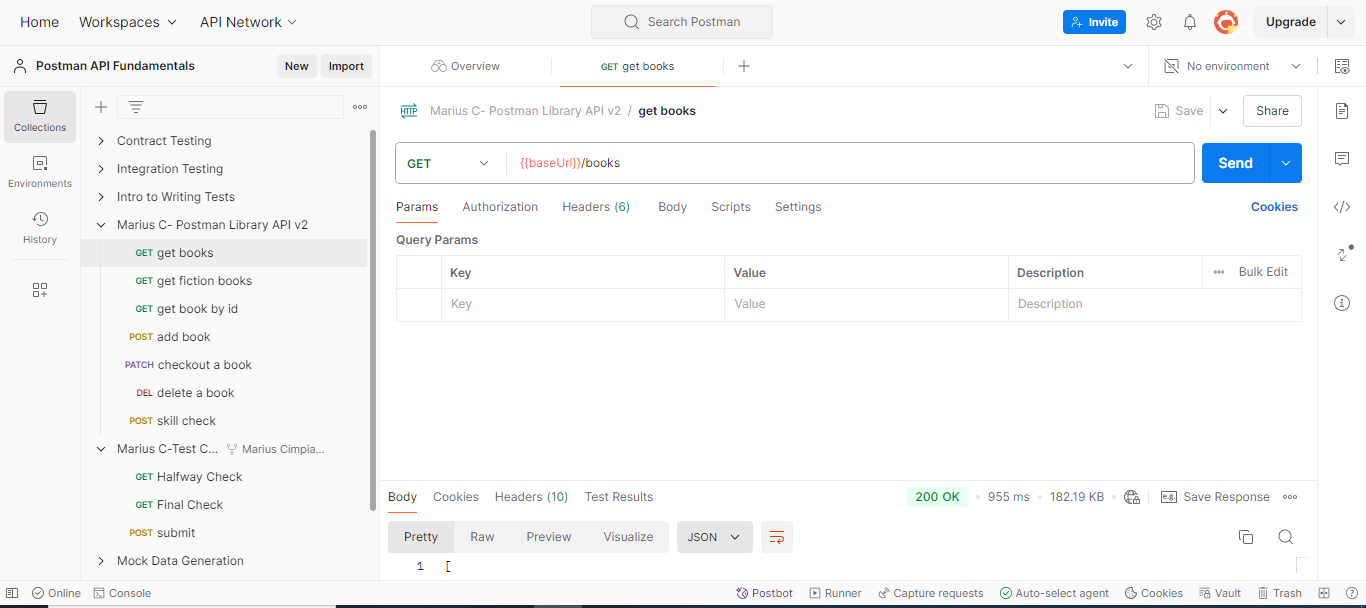 Home Workspaces API Network Search Postman Invite Upgrade
Postman API Fundamentals New Import Overview GET get books No environment
Collections
Environments
History
Contract Testing
Integration Testing
Intro to Writing Tests
Marius C- Postman Library API v2
GET get books
GET get fiction books
GET get book by id
POST add book
PATCH checkout a book
DEL delete a book
POST skill check
Marius C-Test C... Marius Cimpia...
GET Halfway Check
GET Final Check
POST submit
Mock Data Generation
HTTP Marius C- Postman Library API v2 / get books Save Share
GET {{baseUrl}}/books Send
Params Authorization Headers (6) Body Scripts Settings Cookies
Query Params
Key Value Description Bulk Edit
Key Value Description
Body Cookies Headers (10) Test Results 200 OK 955 ms 182.19 KB e.g. Save Response
Pretty Raw Preview Visualize JSON
1 [
Online Console Postbot Runner Capture requests Auto-select agent Cookies Vault Trash